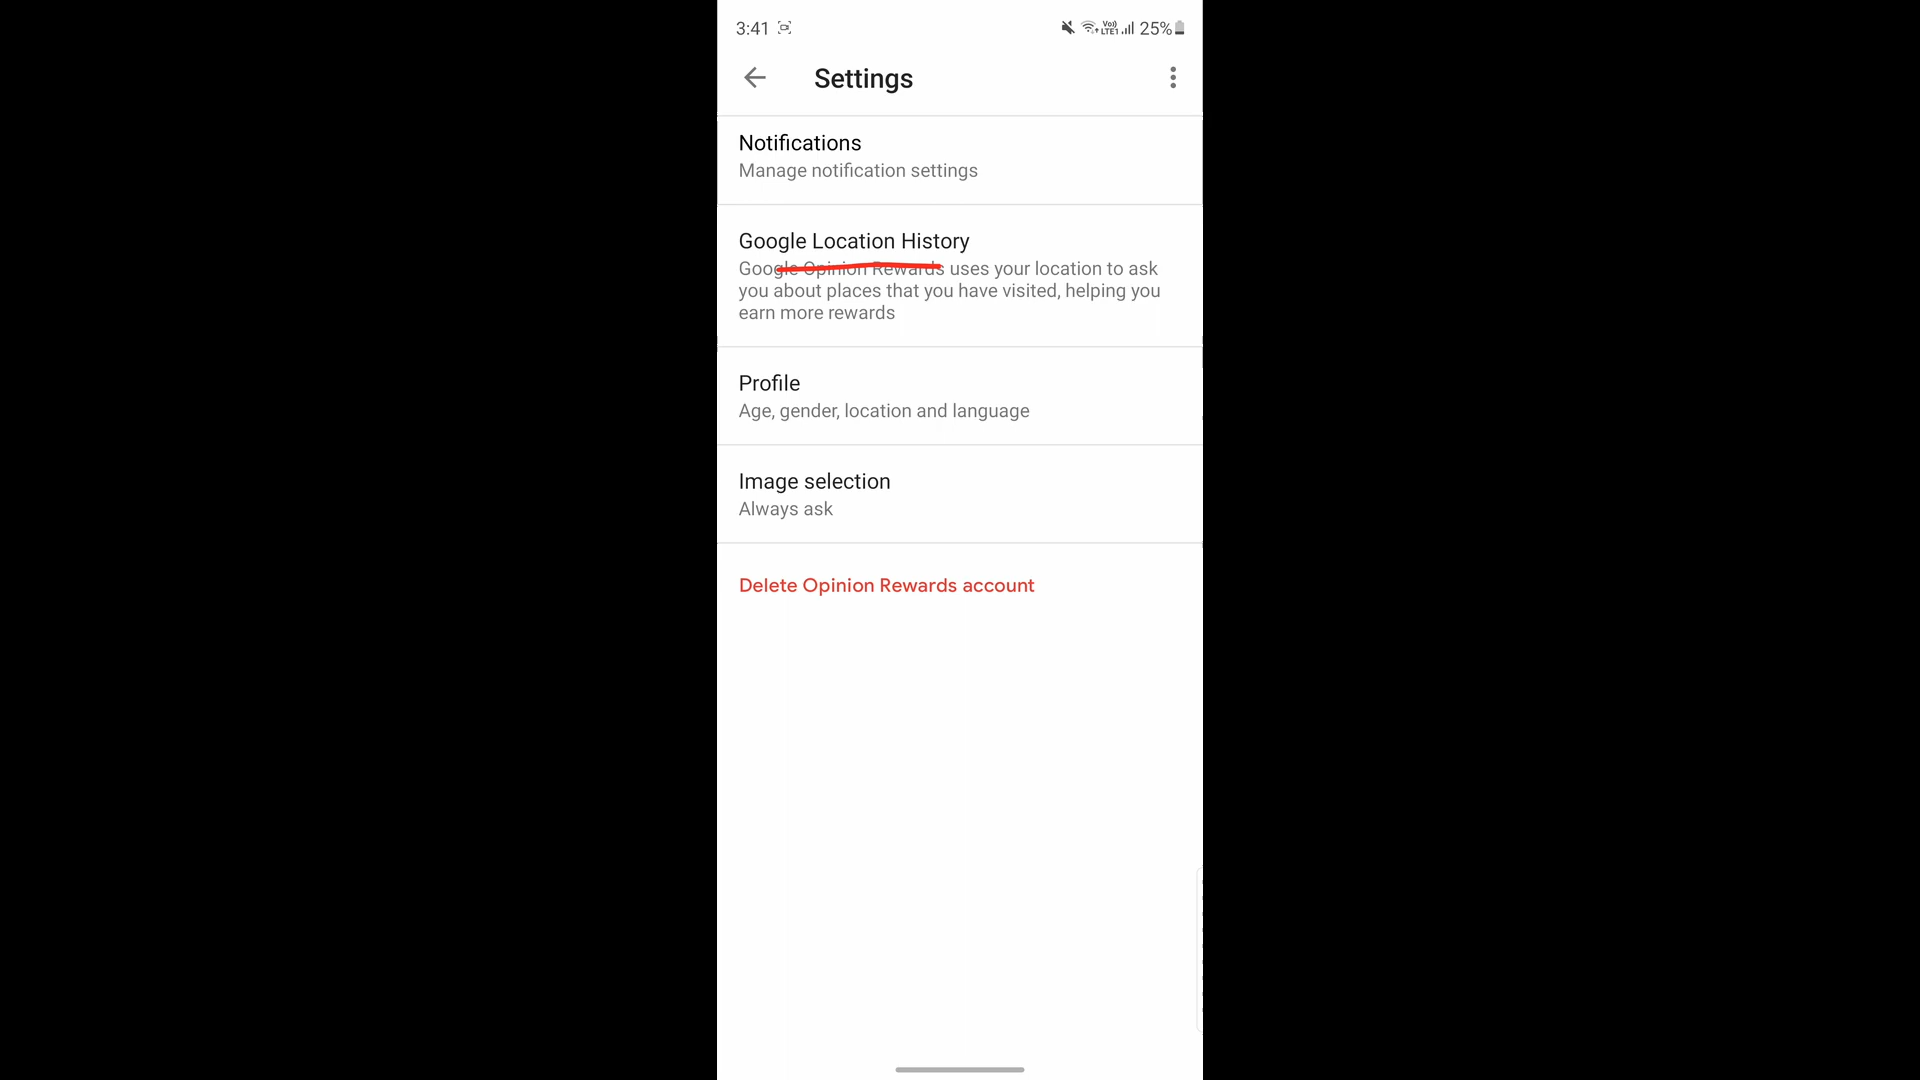 3:41
Vo)) LTE1 25%
Settings
Notifications
Manage notification settings
Google Location History
Google Opinion Rewards uses your location to ask
you about places that you have visited, helping you
earn more rewards
Profile
Age, gender, location and language
Image selection
Always ask
Delete Opinion Rewards account